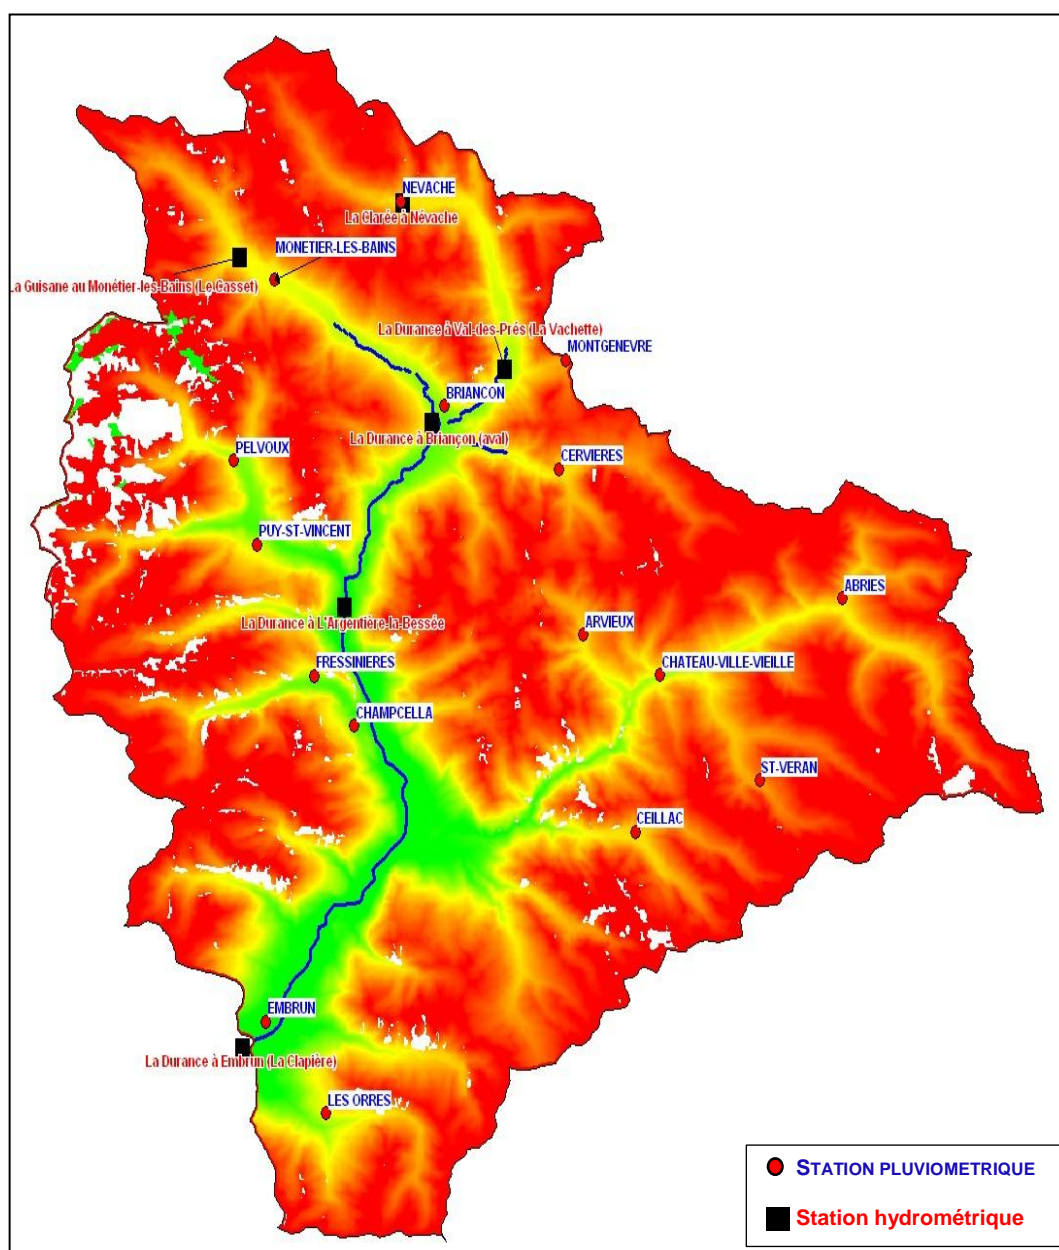 NEVACHE
La Clarée à Névache
MONETIER-LES-BAINS
La Guisane au Monétier-les-Bains (Le Casset)
La Durance à Val-des-Prés (La Vachette)
MONTGENEVRE
BRIANCON
La Durance à Briançon (aval)
CERVIERES
PELVOUX
PUY-ST-VINCENT
ABRIES
La Durance à L'Argentière-la-Bessée
ARVIEUX
FRESSINIERES
CHATEAU-VILLE-VIEILLE
CHAMPCELLA
ST-VERAN
CEILLAC
EMBRUN
La Durance à Embrun (La Clapière)
LES ORRES
STATION PLUVIOMETRIQUE
Station hydrométrique